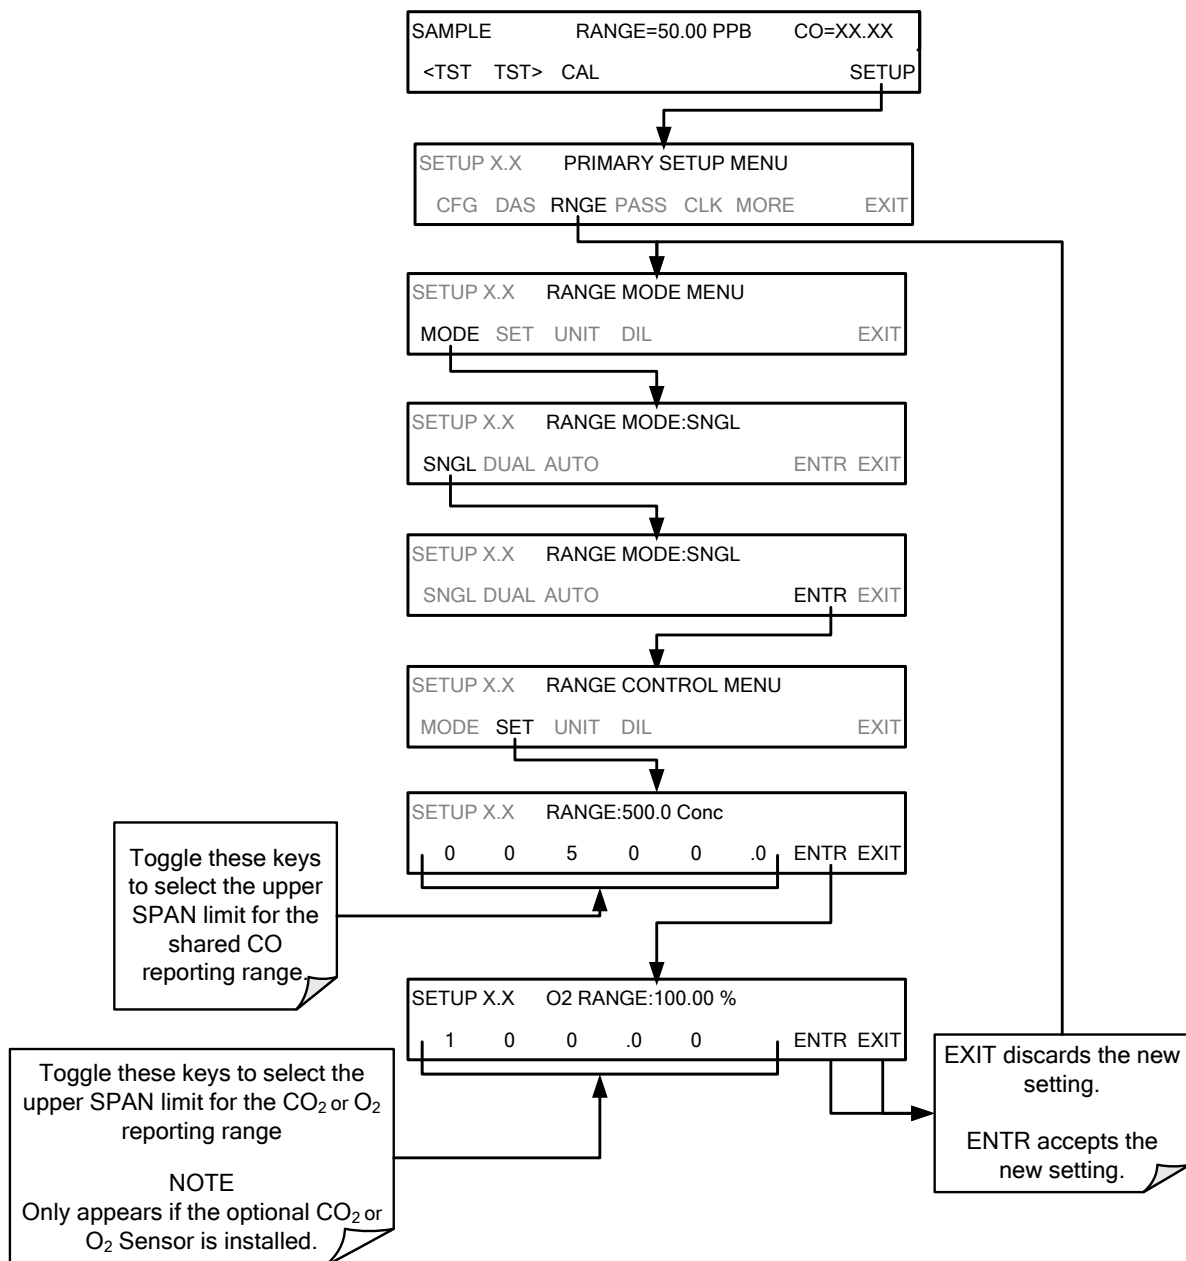 SAMPLE RANGE=50.00 PPB CO=XX.XX
<TST TST> CAL SETUP
SETUP X.X PRIMARY SETUP MENU
CFG DAS RNGE PASS CLK MORE EXIT
SETUP X.X RANGE MODE MENU
MODE SET UNIT DIL EXIT
SETUP X.X RANGE MODE:SNGL
SNGL DUAL AUTO ENTR EXIT
SETUP X.X RANGE MODE:SNGL
SNGL DUAL AUTO ENTR EXIT
SETUP X.X RANGE CONTROL MENU
MODE SET UNIT DIL EXIT
SETUP X.X RANGE:500.0 Conc
0 0 5 0 0 .0 ENTR EXIT
Toggle these keys
to select the upper
SPAN limit for the
shared CO
reporting range.
SETUP X.X O2 RANGE:100.00 %
1 0 0 .0 0 ENTR EXIT
Toggle these keys to select the
upper SPAN limit for the CO₂ or O₂
reporting range
NOTE
Only appears if the optional CO₂ or
O₂ Sensor is installed.
EXIT discards the new
setting.
ENTR accepts the
new setting.